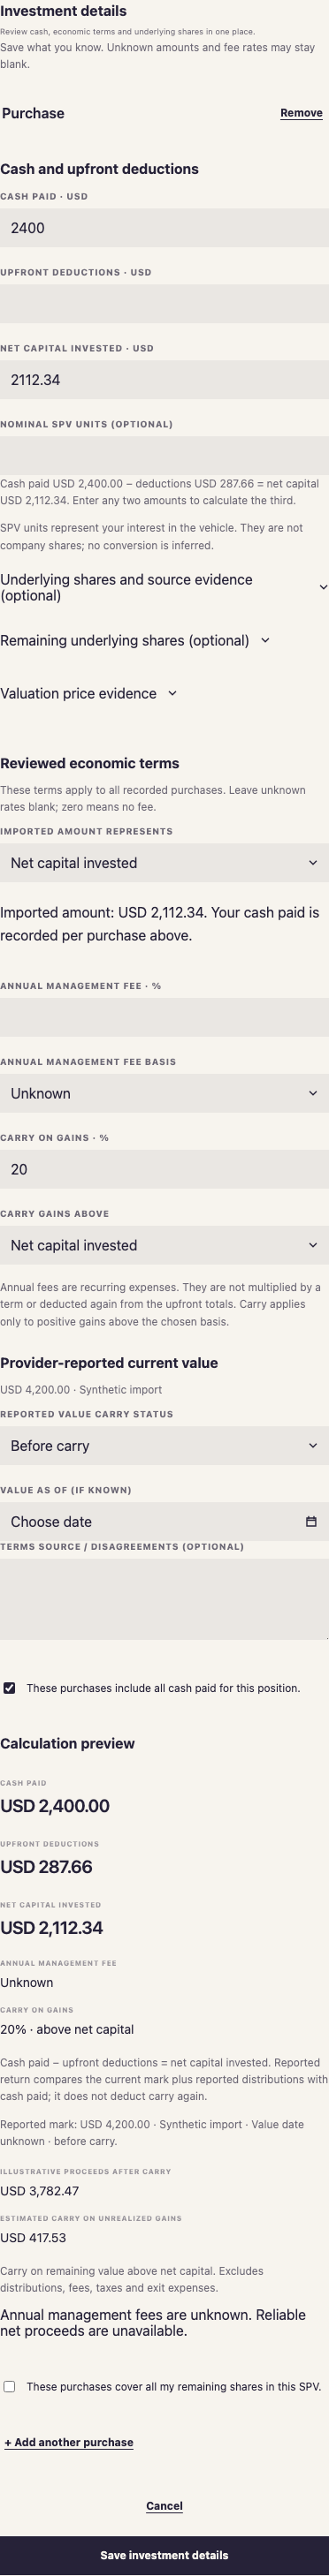 Investment details
Review cash, economic terms and underlying shares in one place.
Save what you know. Unknown amounts and fee rates may stay
blank.
Purchase
Remove
Cash and upfront deductions
CASH PAID · USD
2400
UPFRONT DEDUCTIONS · USD
NET CAPITAL INVESTED · USD
2112.34
NOMINAL SPV UNITS (OPTIONAL)
Cash paid USD 2,400.00 − deductions USD 287.66 = net capital
USD 2,112.34. Enter any two amounts to calculate the third.
SPV units represent your interest in the vehicle. They are not
company shares; no conversion is inferred.
Underlying shares and source evidence
(optional)
Remaining underlying shares (optional)
Valuation price evidence
Reviewed economic terms
These terms apply to all recorded purchases. Leave unknown
rates blank; zero means no fee.
IMPORTED AMOUNT REPRESENTS
Net capital invested
Imported amount: USD 2,112.34. Your cash paid is
recorded per purchase above.
ANNUAL MANAGEMENT FEE · %
ANNUAL MANAGEMENT FEE BASIS
Unknown
CARRY ON GAINS · %
20
CARRY GAINS ABOVE
Net capital invested
Annual fees are recurring expenses. They are not multiplied by a
term or deducted again from the upfront totals. Carry applies
only to positive gains above the chosen basis.
Provider-reported current value
USD 4,200.00 · Synthetic import
REPORTED VALUE CARRY STATUS
Before carry
VALUE AS OF (IF KNOWN)
Choose date
TERMS SOURCE / DISAGREEMENTS (OPTIONAL)
These purchases include all cash paid for this position.
Calculation preview
CASH PAID
USD 2,400.00
UPFRONT DEDUCTIONS
USD 287.66
NET CAPITAL INVESTED
USD 2,112.34
ANNUAL MANAGEMENT FEE
Unknown
CARRY ON GAINS
20% · above net capital
Cash paid − upfront deductions = net capital invested. Reported
return compares the current mark plus reported distributions with
cash paid; it does not deduct carry again.
Reported mark: USD 4,200.00 · Synthetic import · Value date
unknown · before carry.
ILLUSTRATIVE PROCEEDS AFTER CARRY
USD 3,782.47
ESTIMATED CARRY ON UNREALIZED GAINS
USD 417.53
Carry on remaining value above net capital. Excludes
distributions, fees, taxes and exit expenses.
Annual management fees are unknown. Reliable
net proceeds are unavailable.
These purchases cover all my remaining shares in this SPV.
+ Add another purchase
Cancel
Save investment details